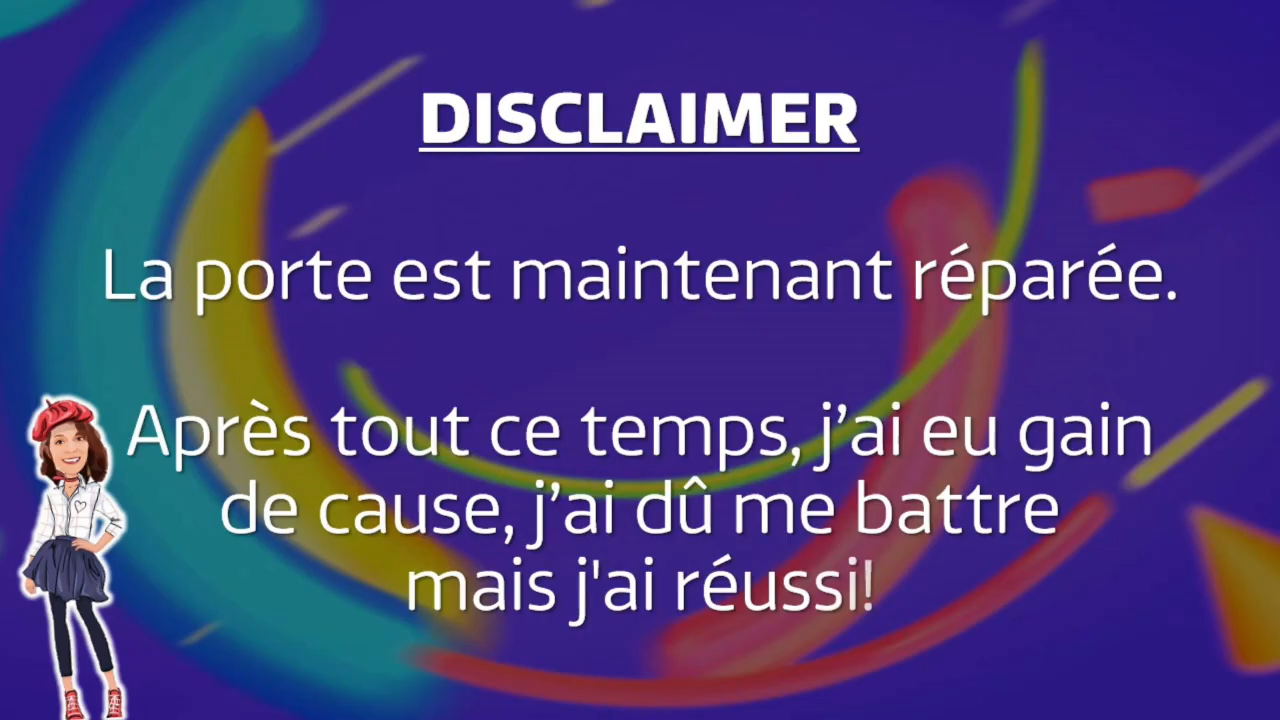 DISCLAIMER
La porte est maintenant réparée.
Après tout ce temps, j’ai eu gain
de cause, j’ai dû me battre
mais j'ai réussi!